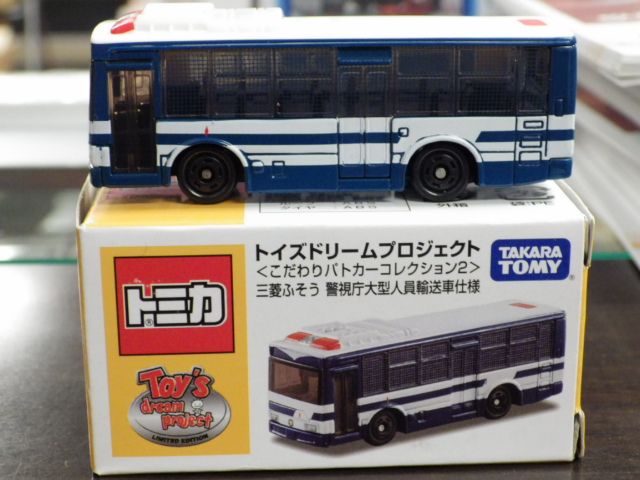 トイズドリームプロジェクト
<こだわりパトカーコレクション2>
三菱ふそう 警視庁大型人員輸送車仕様
TAKARA
TOMY
トミカ
Toy's
dream
project
LIMITED EDITION